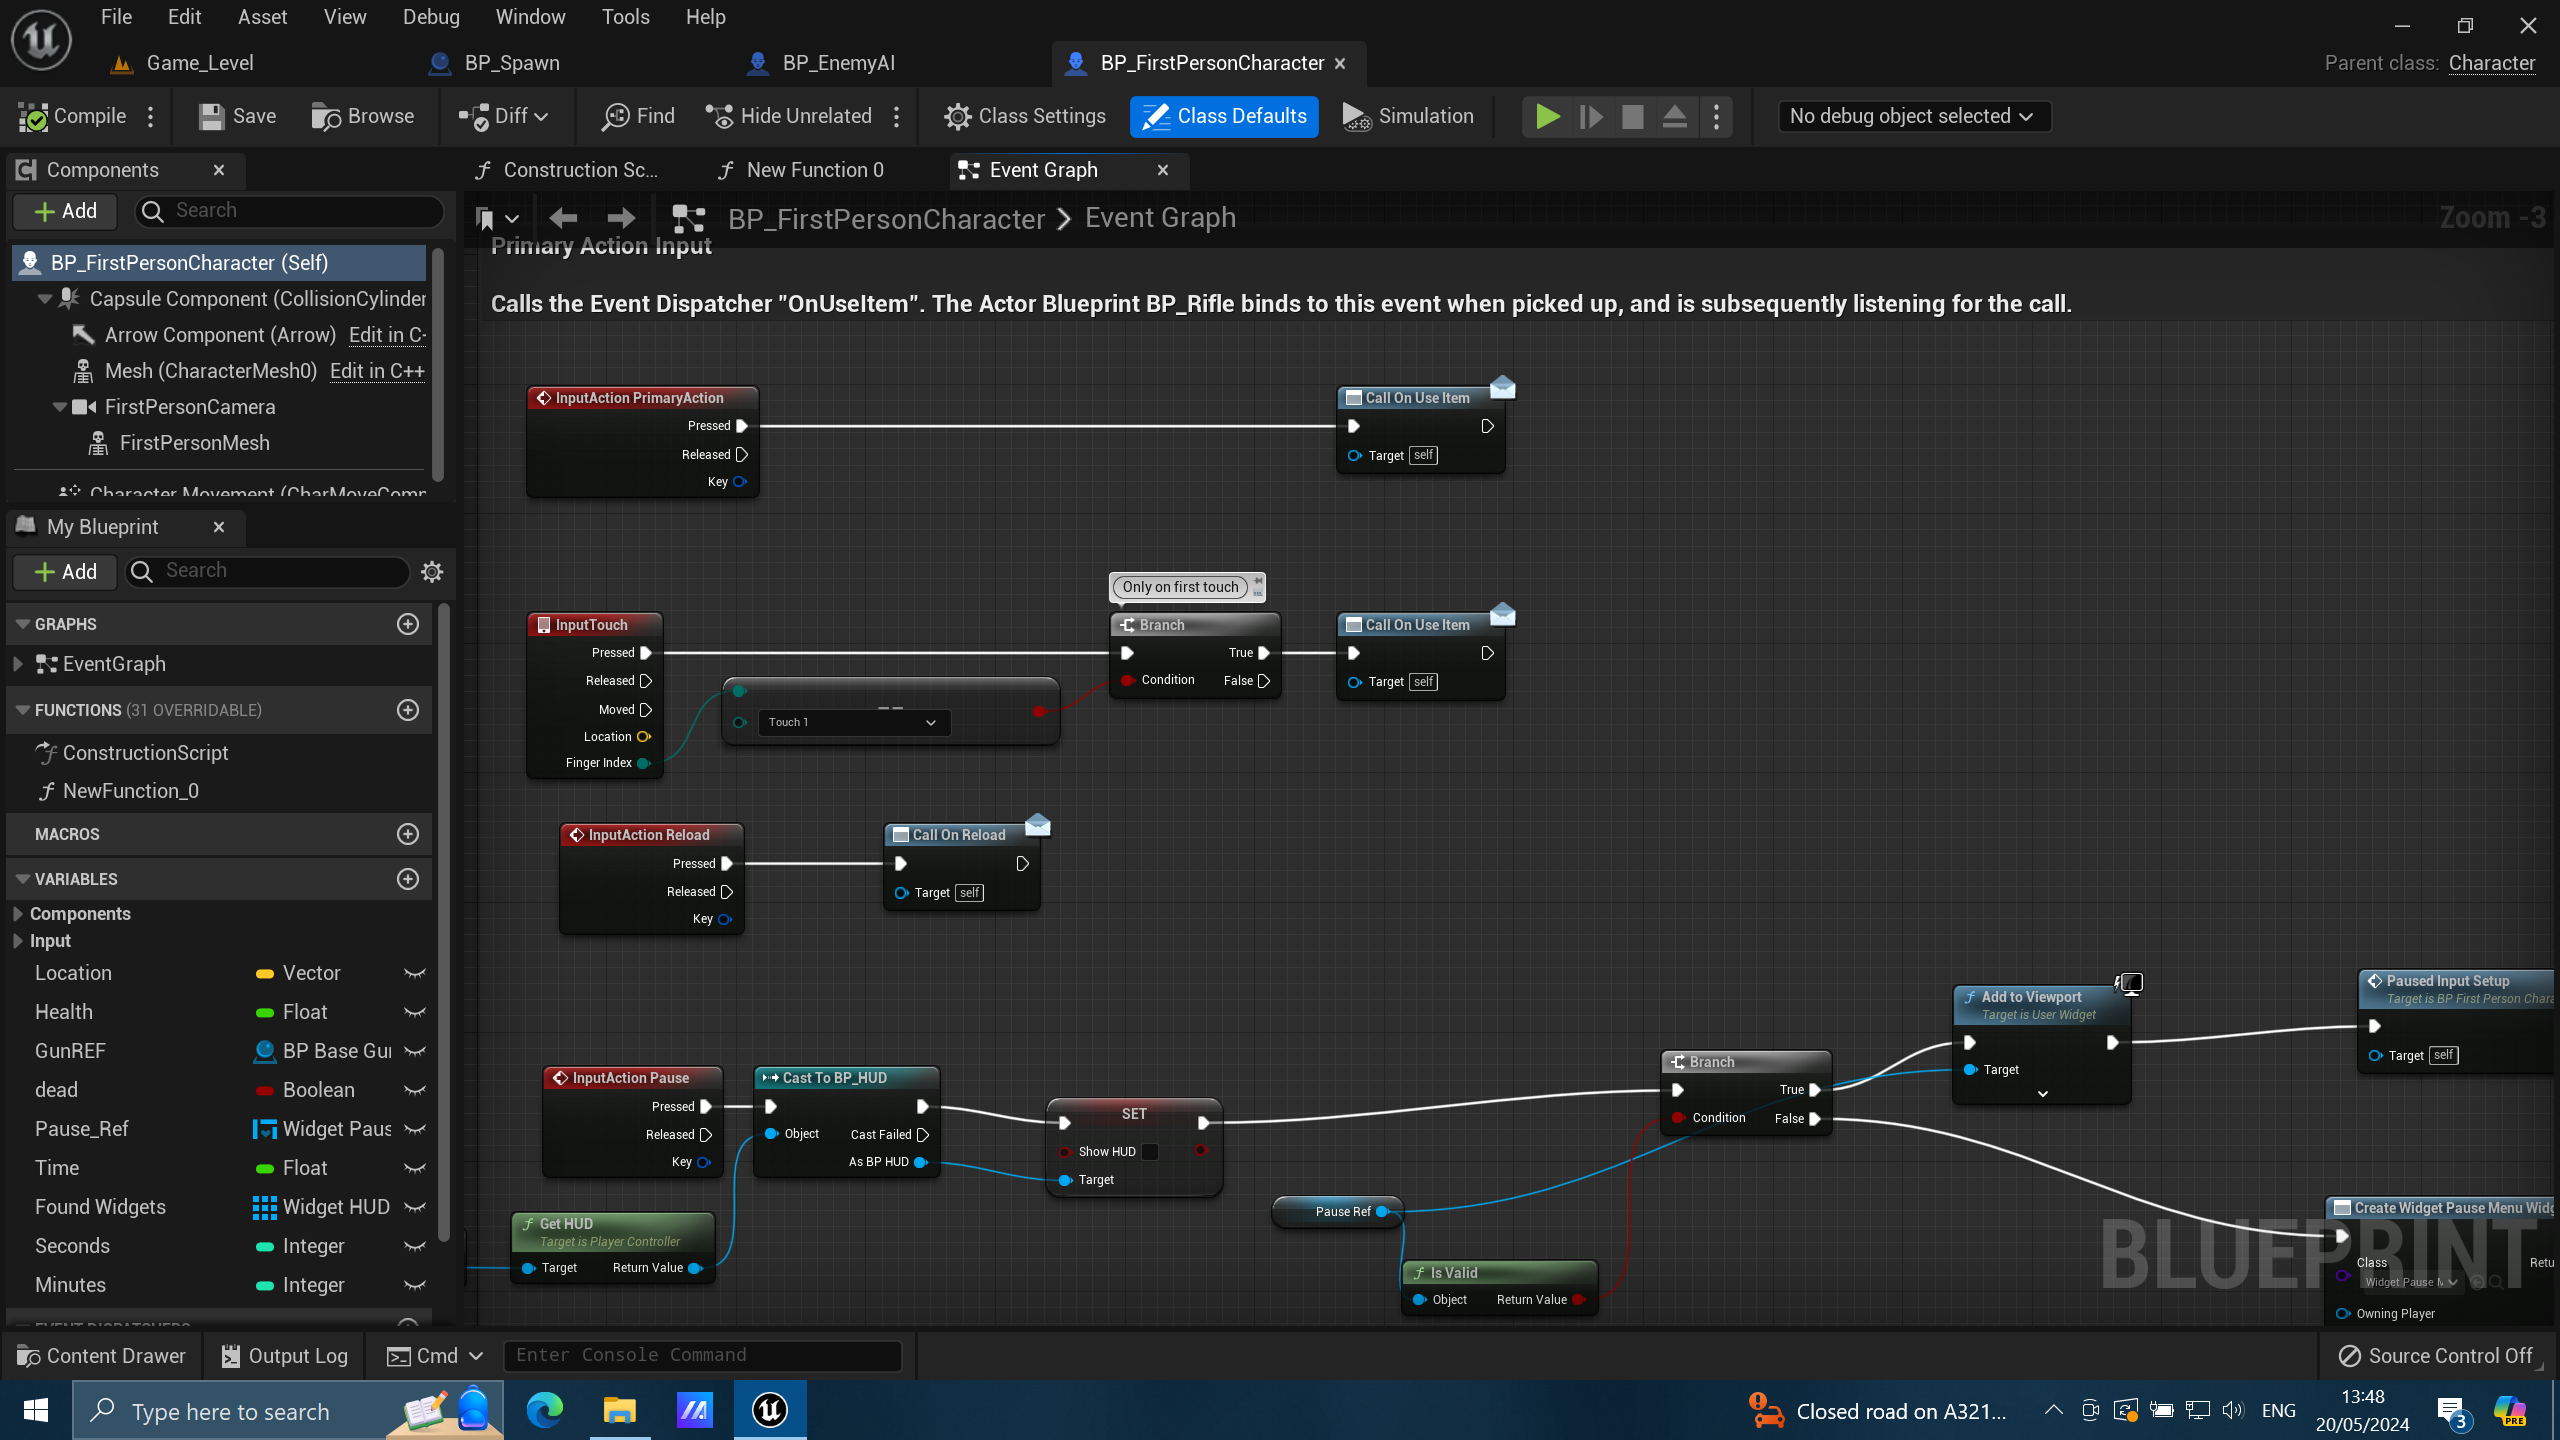 File Edit Asset View Debug Window Tools Help
Game_Level BP_Spawn BP_EnemyAI BP_FirstPersonCharacter Parent class: Character
Compile Save Browse Diff Find Hide Unrelated Class Settings Class Defaults Simulation No debug object selected
Components Construction Sc... New Function 0 Event Graph
Add Search
BP_FirstPersonCharacter > Event Graph Zoom -3
Primary Action Input
Calls the Event Dispatcher "OnUseItem". The Actor Blueprint BP_Rifle binds to this event when picked up, and is subsequently listening for the call.
BP_FirstPersonCharacter (Self)
Capsule Component (CollisionCylinder
Arrow Component (Arrow) Edit in C-
Mesh (CharacterMesh0) Edit in C++
FirstPersonCamera
FirstPersonMesh
Character Movement (CharMoveComp
My Blueprint
Add Search
GRAPHS
EventGraph
FUNCTIONS (31 OVERRIDABLE)
ConstructionScript
NewFunction_0
MACROS
VARIABLES
Components
Input
Location Vector
Health Float
GunREF BP Base Gun
dead Boolean
Pause_Ref Widget Paus
Time Float
Found Widgets Widget HUD
Seconds Integer
Minutes Integer
EVENT DISPATCHERS
InputAction PrimaryAction
Pressed
Released
Key
Call On Use Item
Target self
Only on first touch
InputTouch
Pressed
Released
Moved
Location
Finger Index
==
Touch 1
Branch
True
Condition False
Call On Use Item
Target self
InputAction Reload
Pressed
Released
Key
Call On Reload
Target self
InputAction Pause
Pressed
Released
Key
Cast To BP_HUD
Object Cast Failed
As BP HUD
Get HUD
Target is Player Controller
Target Return Value
SET
Show HUD
Target
Pause Ref
Is Valid
Object Return Value
Branch
True
Condition False
Add to Viewport
Target is User Widget
Target
Paused Input Setup
Target is BP First Person Chara
Target self
Create Widget Pause Menu Widg
Class Retu
Widget Pause M
Owning Player
BLUEPRINT
Content Drawer Output Log Cmd Enter Console Command Source Control Off
Type here to search Closed road on A321... ENG 13:48
20/05/2024 3 PRE